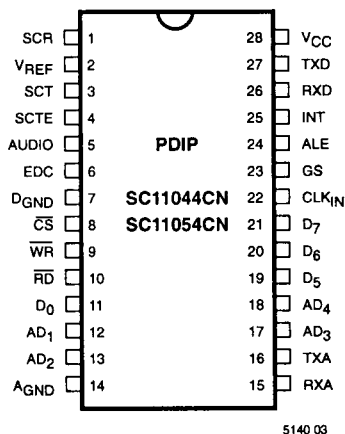 SCR 1 28 VCC
VREF 2 27 TXD
SCT 3 26 RXD
SCTE 4 25 INT
AUDIO 5 PDIP 24 ALE
EDC 6 23 GS
DGND 7 SC11044CN 22 CLKIN
CS 8 SC11054CN 21 D7
WR 9 20 D6
RD 10 19 D5
D0 11 18 AD4
AD1 12 17 AD3
AD2 13 16 TXA
AGND 14 15 RXA
5140 03